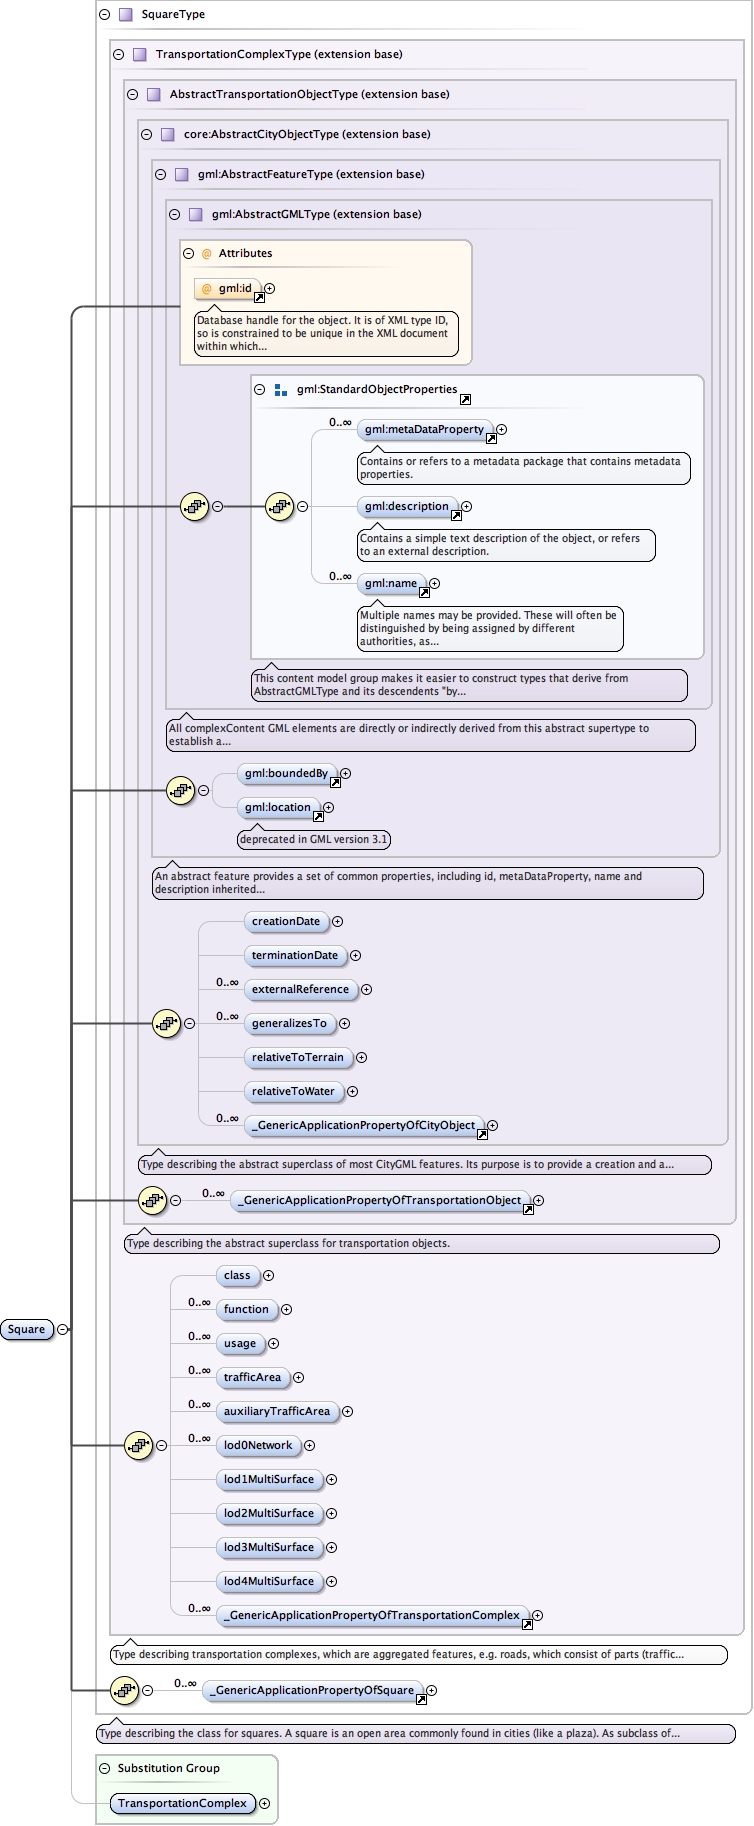 SquareType
TransportationComplexType (extension base)
AbstractTransportationObjectType (extension base)
core:AbstractCityObjectType (extension base)
gml:AbstractFeatureType (extension base)
gml:AbstractGMLType (extension base)
@ Attributes
@ gml:id
Database handle for the object. It is of XML type ID,
so is constrained to be unique in the XML document
within which...
gml:StandardObjectProperties
0..∞
gml:metaDataProperty
Contains or refers to a metadata package that contains metadata
properties.
gml:description
Contains a simple text description of the object, or refers
to an external description.
0..∞
gml:name
Multiple names may be provided. These will often be
distinguished by being assigned by different
authorities, as...
This content model group makes it easier to construct types that derive from
AbstractGMLType and its descendents "by...
All complexContent GML elements are directly or indirectly derived from this abstract supertype to
establish a...
gml:boundedBy
gml:location
deprecated in GML version 3.1
An abstract feature provides a set of common properties, including id, metaDataProperty, name and
description inherited...
creationDate
terminationDate
0..∞
externalReference
0..∞
generalizesTo
relativeToTerrain
relativeToWater
0..∞
_GenericApplicationPropertyOfCityObject
Type describing the abstract superclass of most CityGML features. Its purpose is to provide a creation and a...
0..∞
_GenericApplicationPropertyOfTransportationObject
Type describing the abstract superclass for transportation objects.
class
0..∞
function
Square
0..∞
usage
0..∞
trafficArea
0..∞
auxiliaryTrafficArea
0..∞
lod0Network
lod1MultiSurface
lod2MultiSurface
lod3MultiSurface
lod4MultiSurface
0..∞
_GenericApplicationPropertyOfTransportationComplex
Type describing transportation complexes, which are aggregated features, e.g. roads, which consist of parts (traffic...
0..∞
_GenericApplicationPropertyOfSquare
Type describing the class for squares. A square is an open area commonly found in cities (like a plaza). As subclass of...
Substitution Group
TransportationComplex